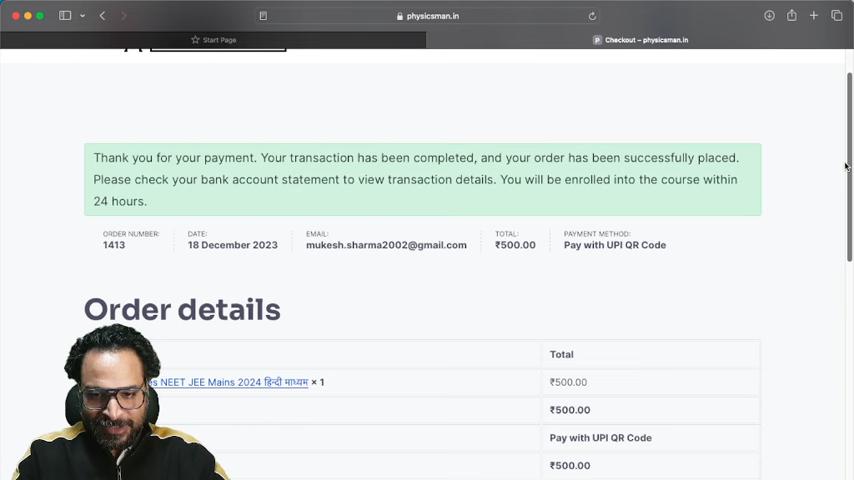 physicsman.in
Start Page
P Checkout – physicsman.in
Thank you for your payment. Your transaction has been completed, and your order has been successfully placed.
Please check your bank account statement to view transaction details. You will be enrolled into the course within
24 hours.
ORDER NUMBER: DATE: EMAIL: TOTAL: PAYMENT METHOD:
1413 18 December 2023 mukesh.sharma2002@gmail.com ₹500.00 Pay with UPI QR Code
Order details
Total
NEET JEE Mains 2024 हिन्दी माध्यम × 1 ₹500.00
₹500.00
Pay with UPI QR Code
₹500.00